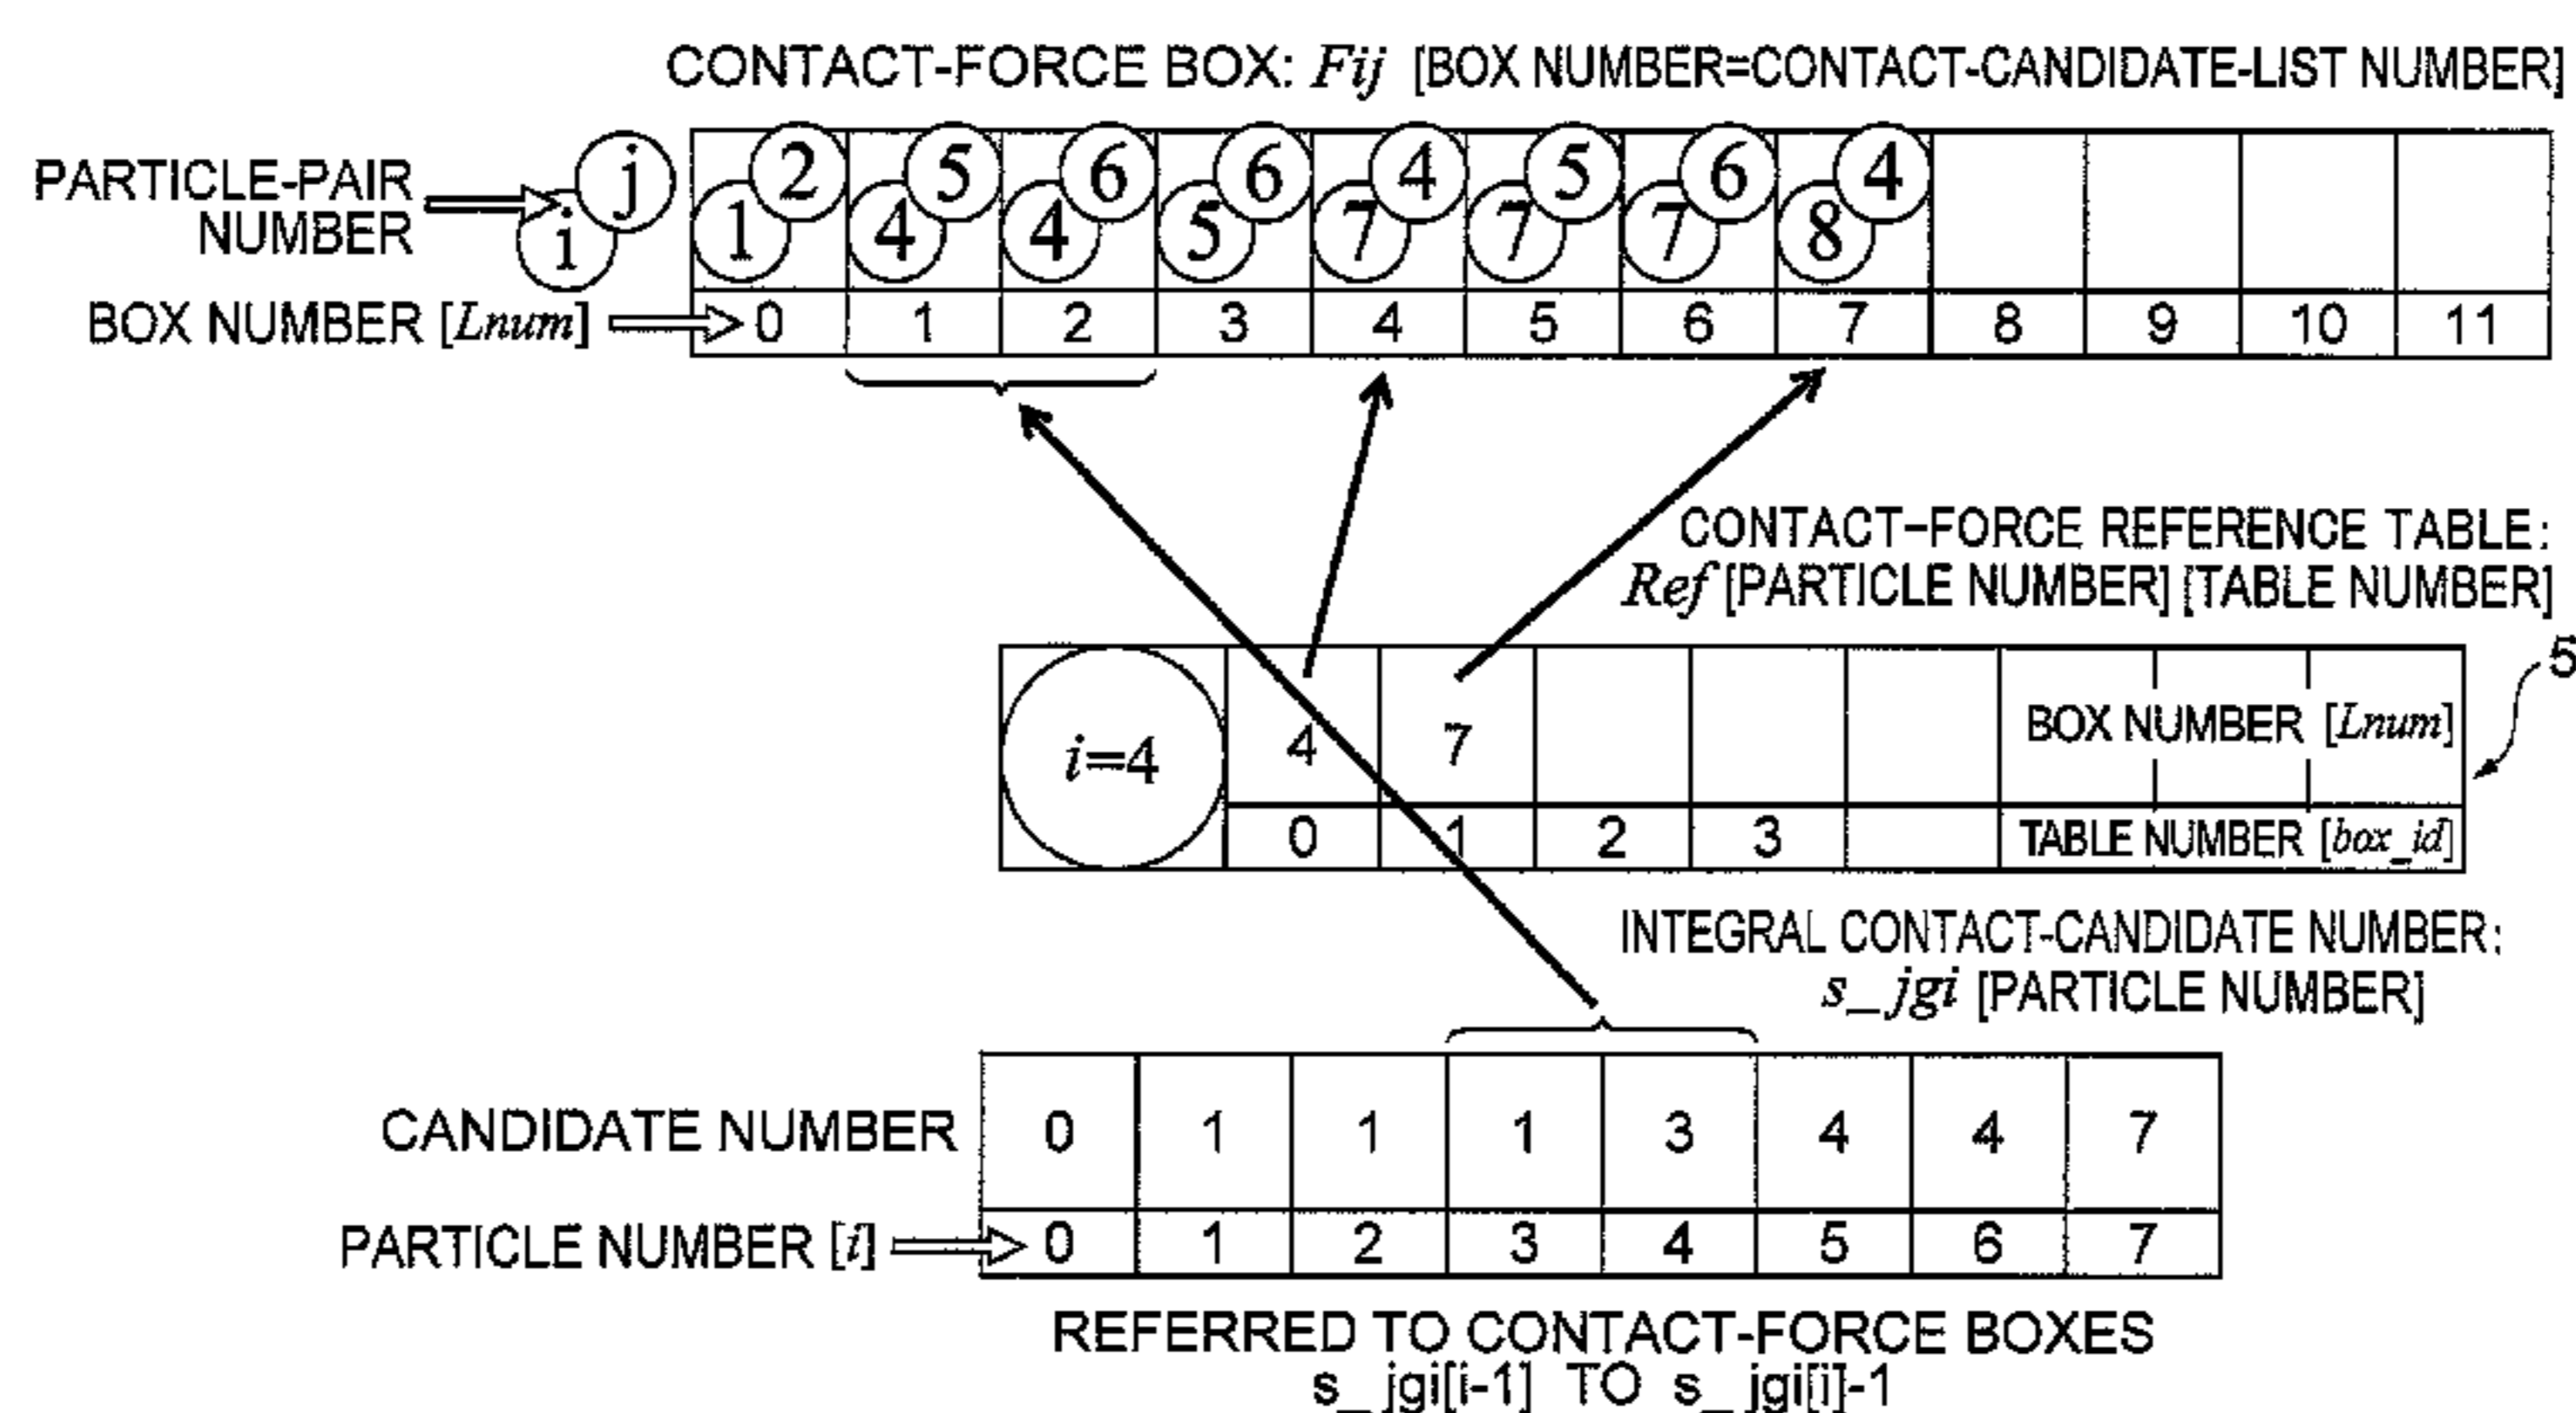 CONTACT-FORCE BOX: Fij [BOX NUMBER=CONTACT-CANDIDATE-LIST NUMBER]
PARTICLE-PAIR
NUMBER
i j
1 2 4 5 4 6 5 6 7 4 7 5 7 6 8 4
BOX NUMBER [Lnum] 0 1 2 3 4 5 6 7 8 9 10 11
CONTACT-FORCE REFERENCE TABLE:
Ref [PARTICLE NUMBER] [TABLE NUMBER]
5
i=4 4 7 BOX NUMBER [Lnum]
0 1 2 3 TABLE NUMBER [box_id]
INTEGRAL CONTACT-CANDIDATE NUMBER:
s_jgi [PARTICLE NUMBER]
CANDIDATE NUMBER 0 1 1 1 3 4 4 7
PARTICLE NUMBER [i] 0 1 2 3 4 5 6 7
REFERRED TO CONTACT-FORCE BOXES
s_jgi[i-1] TO s_jgi[i]-1